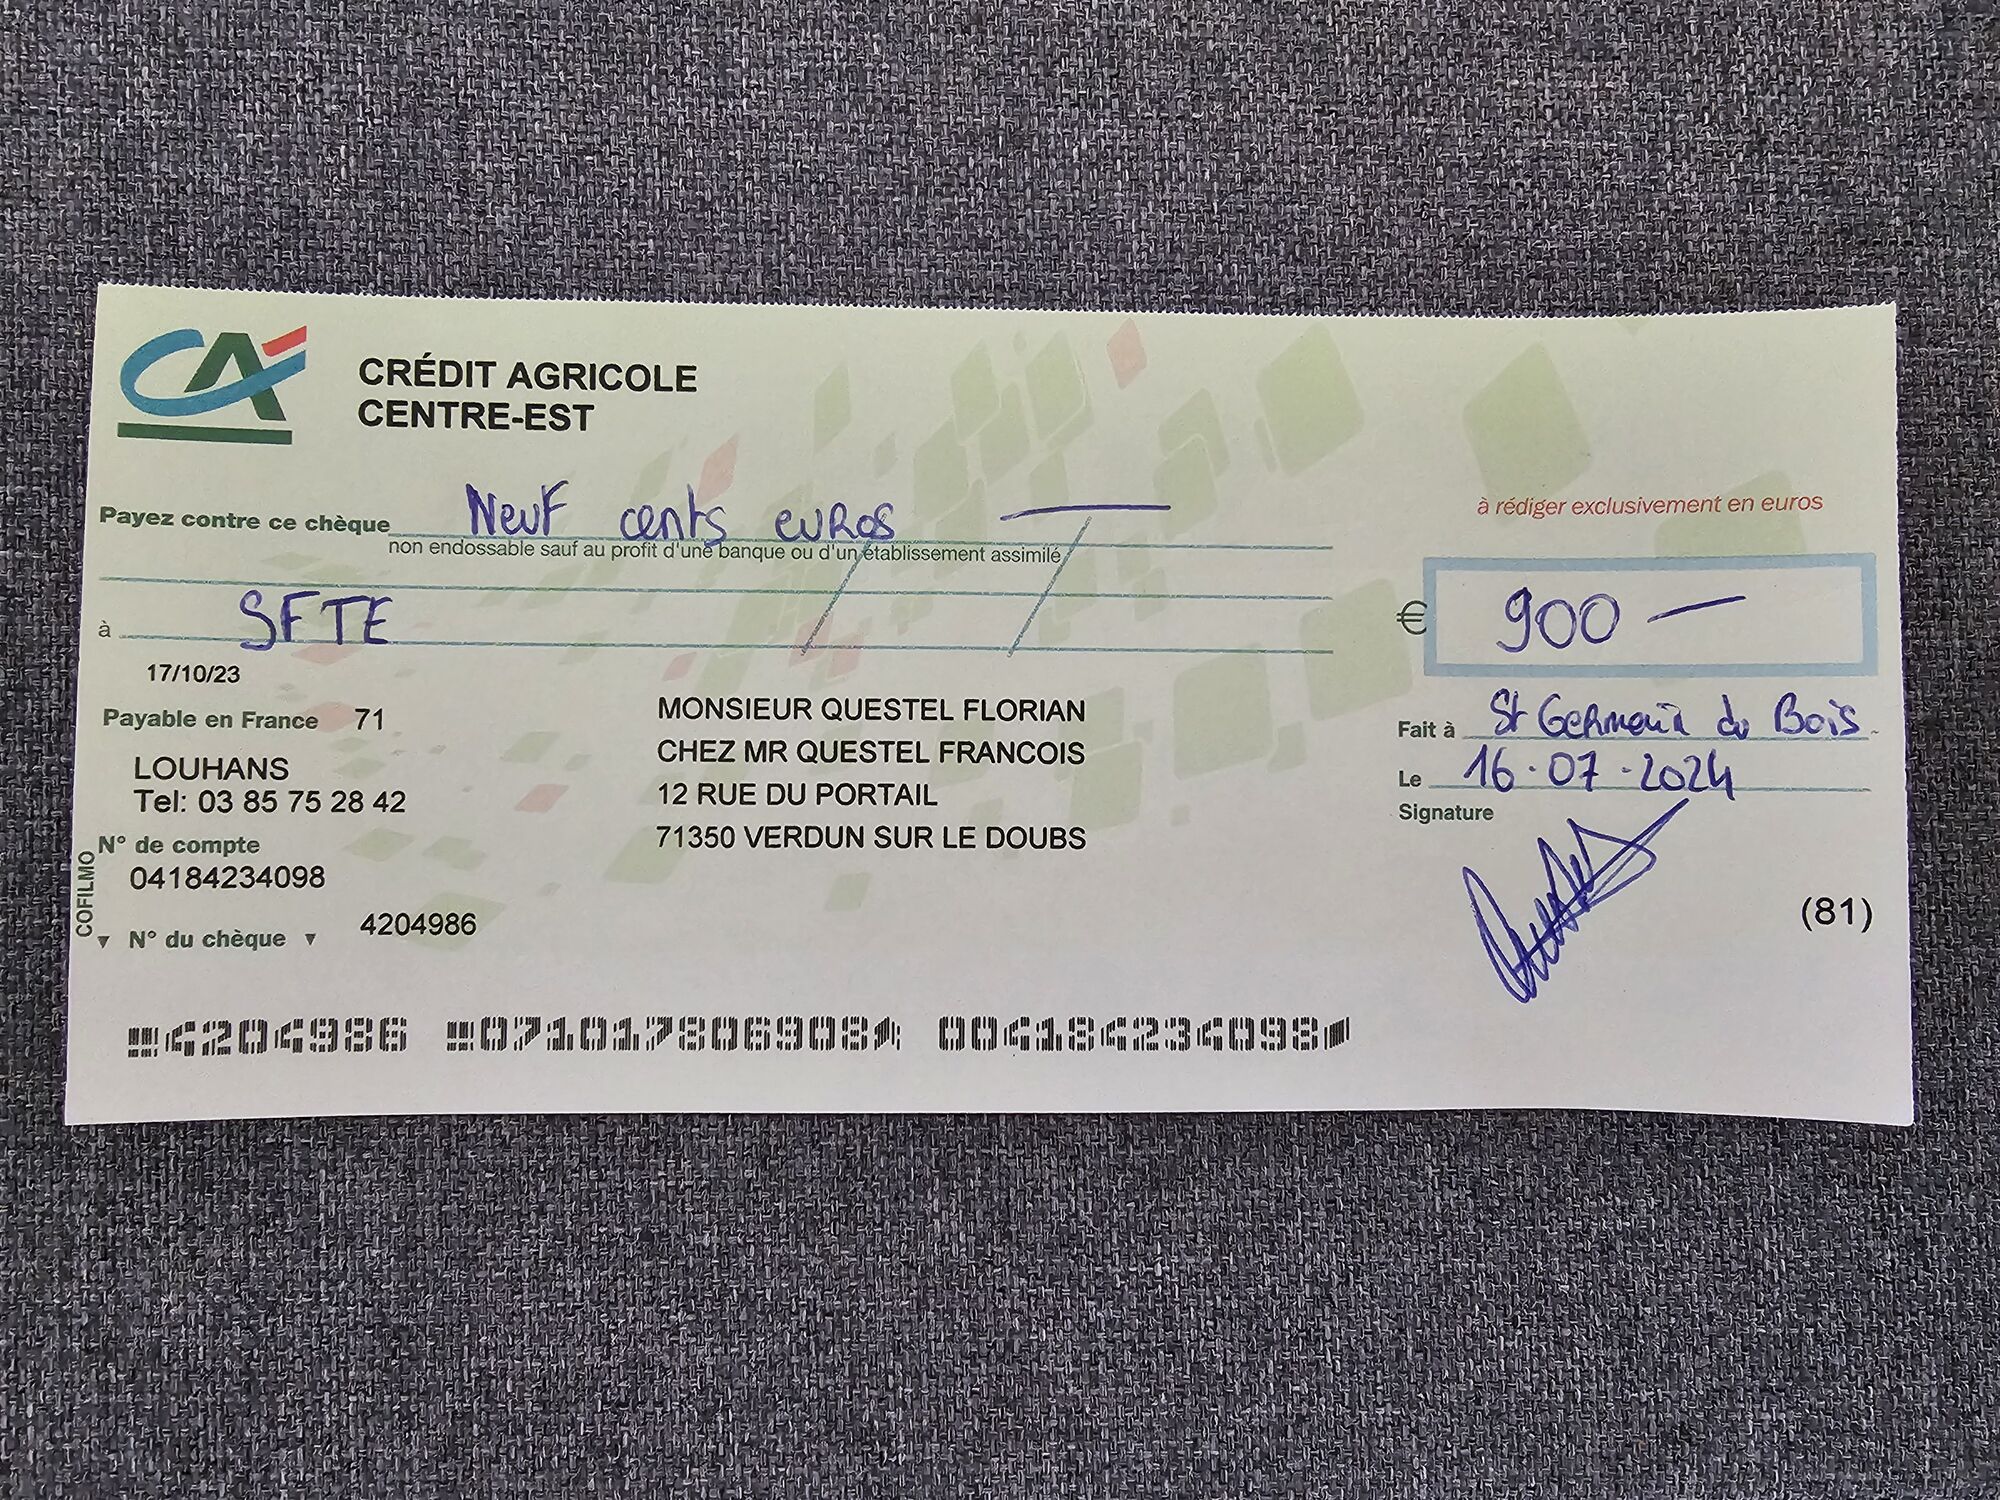 CA
CRÉDIT AGRICOLE
CENTRE-EST
Payez contre ce chèque Neuf cents euros
non endossable sauf au profit d'une banque ou d'un établissement assimilé
à rédiger exclusivement en euros
à SFTE
€ 900 —
17/10/23
Payable en France 71
LOUHANS
Tel: 03 85 75 28 42
N° de compte
04184234098
COFILMO
N° du chèque 4204986
MONSIEUR QUESTEL FLORIAN
CHEZ MR QUESTEL FRANCOIS
12 RUE DU PORTAIL
71350 VERDUN SUR LE DOUBS
Fait à St Germain du Bois
Le 16.07.2024
Signature
(81)
4204986 071017806908 004184234098